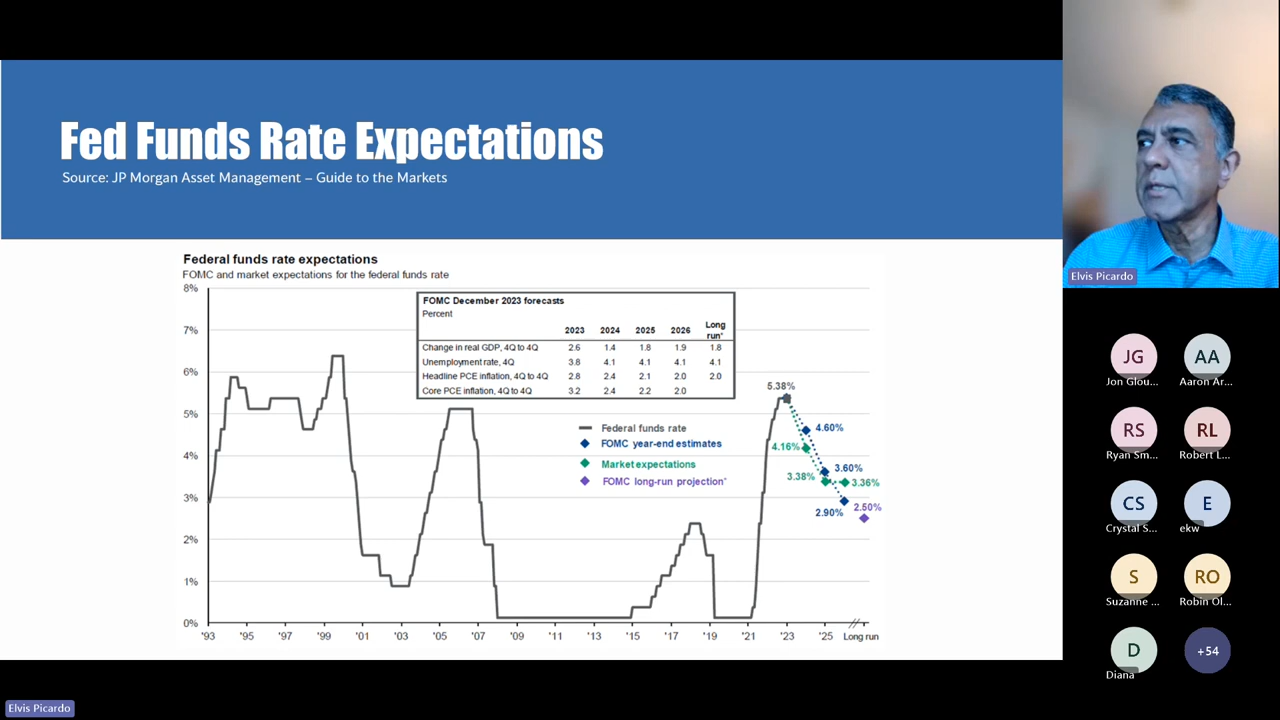 Fed Funds Rate Expectations
Source: JP Morgan Asset Management – Guide to the Markets
Federal funds rate expectations
FOMC and market expectations for the federal funds rate
8%
7%
6%
5%
4%
3%
2%
1%
0%
FOMC December 2023 forecasts
Percent
2023 2024 2025 2026 Long run*
Change in real GDP, 4Q to 4Q 2.6 1.4 1.8 1.9 1.8
Unemployment rate, 4Q 3.8 4.1 4.1 4.1 4.1
Headline PCE inflation, 4Q to 4Q 2.8 2.4 2.1 2.0 2.0
Core PCE inflation, 4Q to 4Q 3.2 2.4 2.2 2.0
Federal funds rate
FOMC year-end estimates
Market expectations
FOMC long-run projection*
5.38%
4.60%
4.16%
3.60%
3.38%
3.36%
2.90%
2.50%
'93 '95 '97 '99 '01 '03 '05 '07 '09 '11 '13 '15 '17 '19 '21 '23 '25 Long run
Elvis Picardo
JG AA
Jon Glou... Aaron Ar...
RS RL
Ryan Sm... Robert L...
CS E
Crystal S... ekw
S RO
Suzanne ... Robin Ol...
D +54
Diana
Elvis Picardo